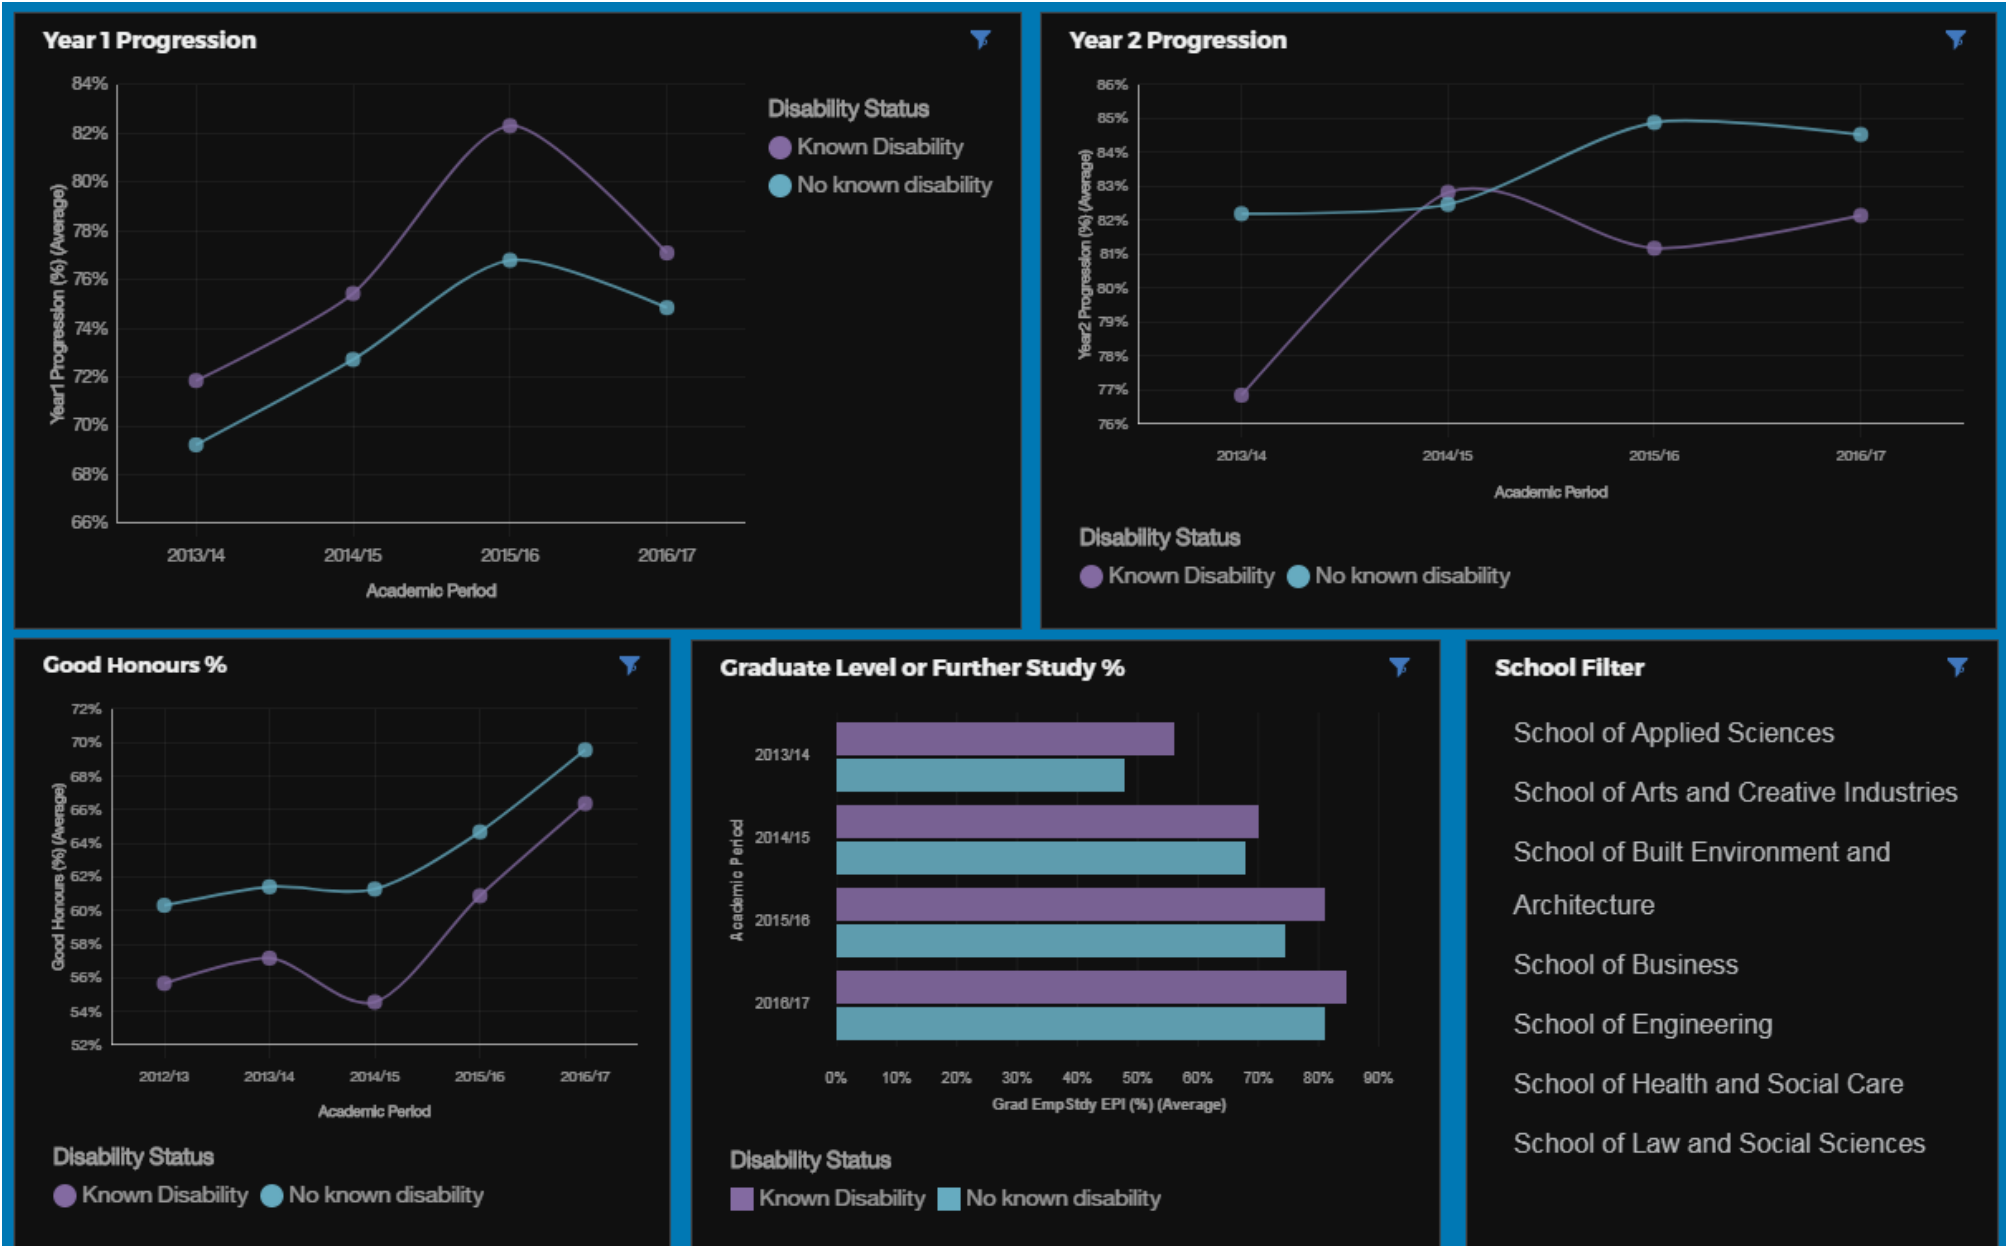 Year 1 Progression
84%
82%
80%
78%
76%
74%
72%
70%
68%
66%
Year1 Progression (%) (Average)
2013/14 2014/15 2015/16 2016/17
Academic Period
Disability Status
Known Disability
No known disability
Year 2 Progression
86%
85%
84%
83%
82%
81%
80%
79%
78%
77%
76%
Year2 Progression (%) (Average)
2013/14 2014/15 2015/16 2016/17
Academic Period
Disability Status
Known Disability No known disability
Good Honours %
72%
70%
68%
66%
64%
62%
60%
58%
56%
54%
52%
Good Honours (%) (Average)
2012/13 2013/14 2014/15 2015/16 2016/17
Academic Period
Disability Status
Known Disability No known disability
Graduate Level or Further Study %
Academic Period
2013/14
2014/15
2015/16
2016/17
0% 10% 20% 30% 40% 50% 60% 70% 80% 90%
Grad EmpStdy EPI (%) (Average)
Disability Status
Known Disability No known disability
School Filter
School of Applied Sciences
School of Arts and Creative Industries
School of Built Environment and
Architecture
School of Business
School of Engineering
School of Health and Social Care
School of Law and Social Sciences